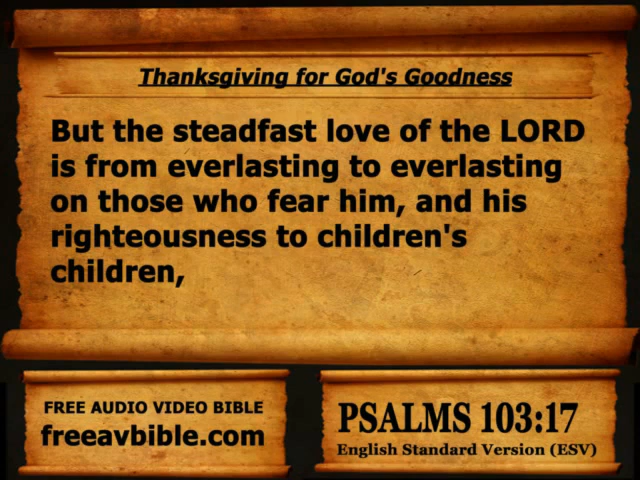 Thanksgiving for God's Goodness
But the steadfast love of the LORD
is from everlasting to everlasting
on those who fear him, and his
righteousness to children's
children,
FREE AUDIO VIDEO BIBLE
freeavbible.com
PSALMS 103:17
English Standard Version (ESV)